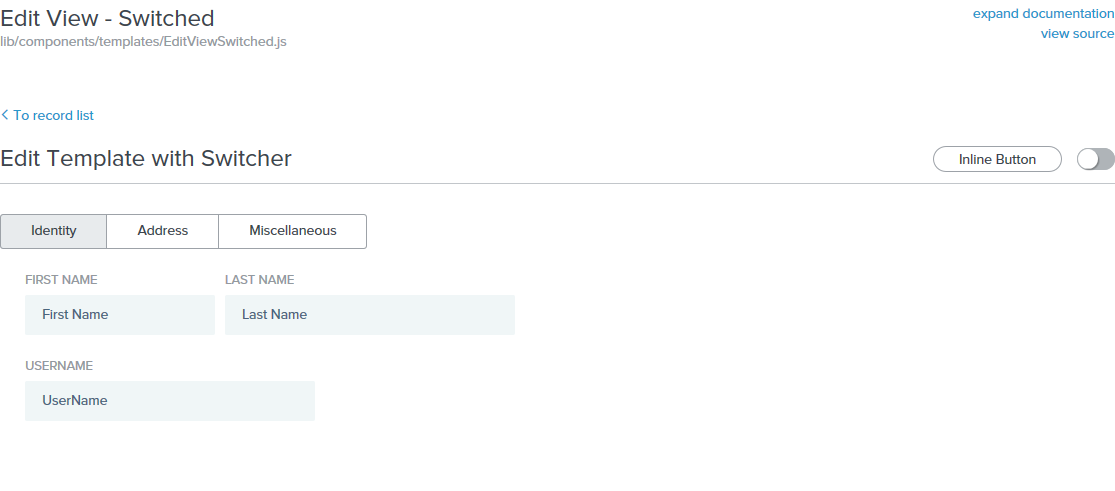 Edit View - Switched
expand documentation
lib/components/templates/EditViewSwitched.js
view source
To record list
Edit Template with Switcher
Inline Button
Identity Address Miscellaneous
FIRST NAME LAST NAME
First Name Last Name
USERNAME
UserName